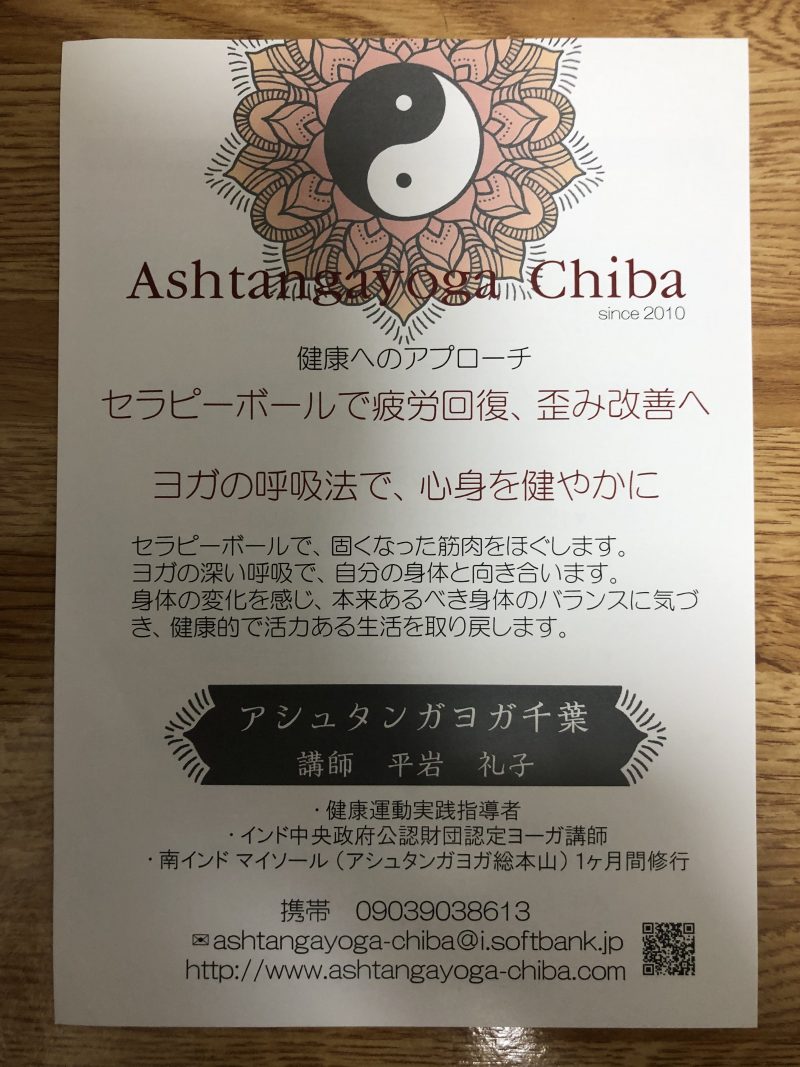 Ashtangayoga Chiba
since 2010
健康へのアプローチ
セラピーボールで疲労回復、歪み改善へ
ヨガの呼吸法で、心身を健やかに
セラピーボールで、固くなった筋肉をほぐします。
ヨガの深い呼吸で、自分の身体と向き合います。
身体の変化を感じ、本来あるべき身体のバランスに気づ
き、健康的で活力ある生活を取り戻します。
アシュタンガヨガ千葉
講師 平岩 礼子
・健康運動実践指導者
・インド中央政府公認財団認定ヨーガ講師
・南インド マイソール（アシュタンガヨガ総本山）1ヶ月間修行
携帯 09039038613
✉ashtangayoga-chiba@i.softbank.jp
http://www.ashtangayoga-chiba.com